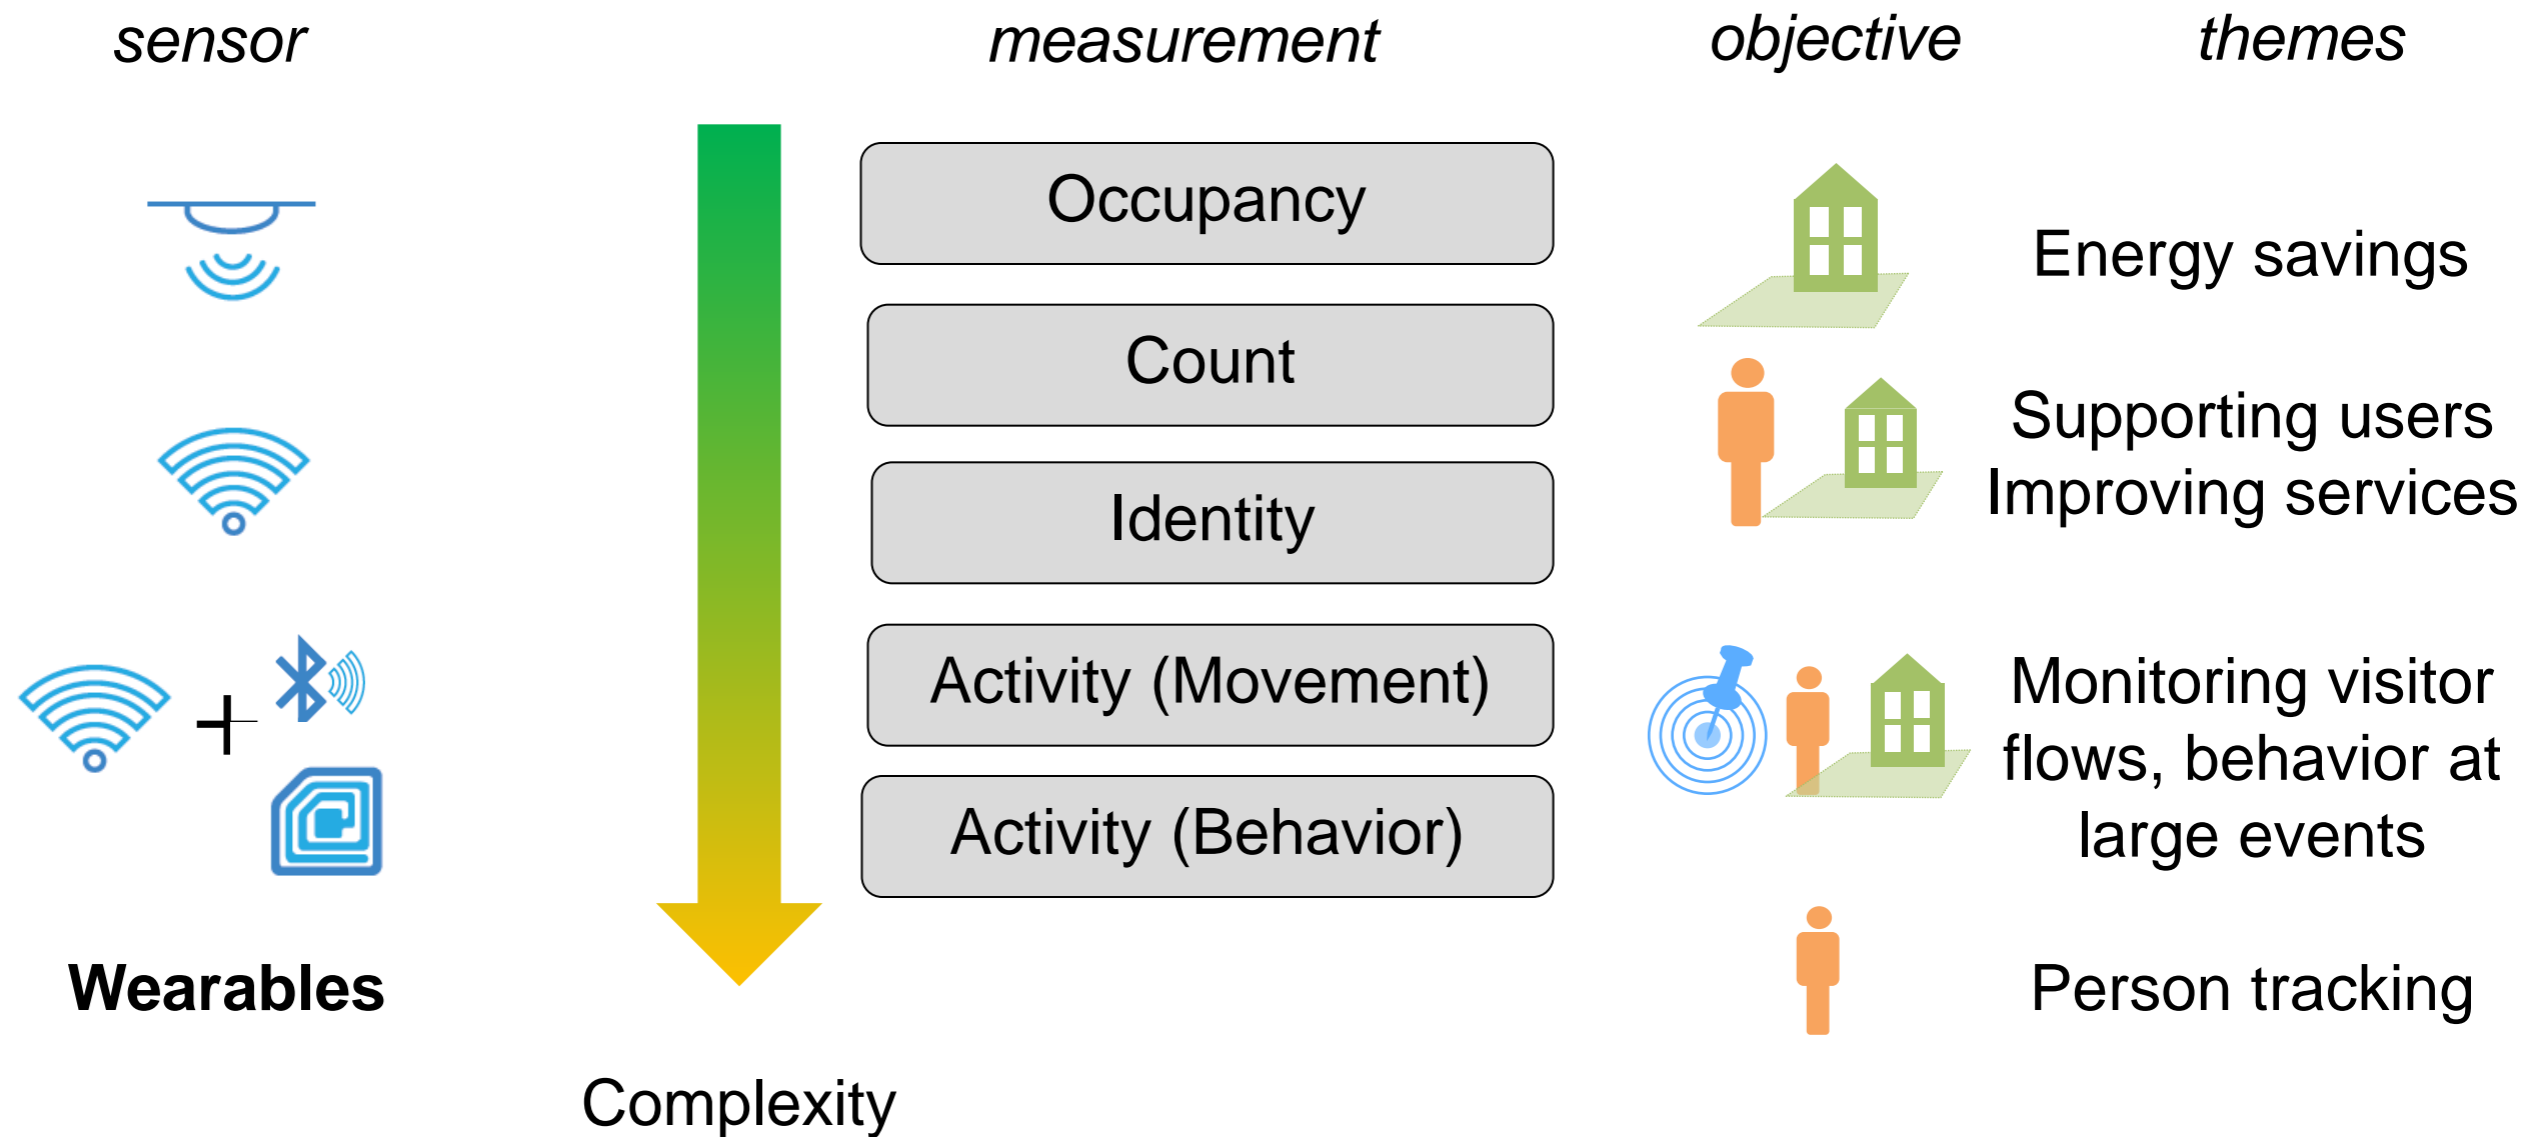 sensor
measurement
objective
themes
Occupancy
Energy savings
Count
Supporting users
Improving services
Identity
Activity (Movement)
Monitoring visitor
flows, behavior at
large events
Activity (Behavior)
Wearables
Person tracking
Complexity